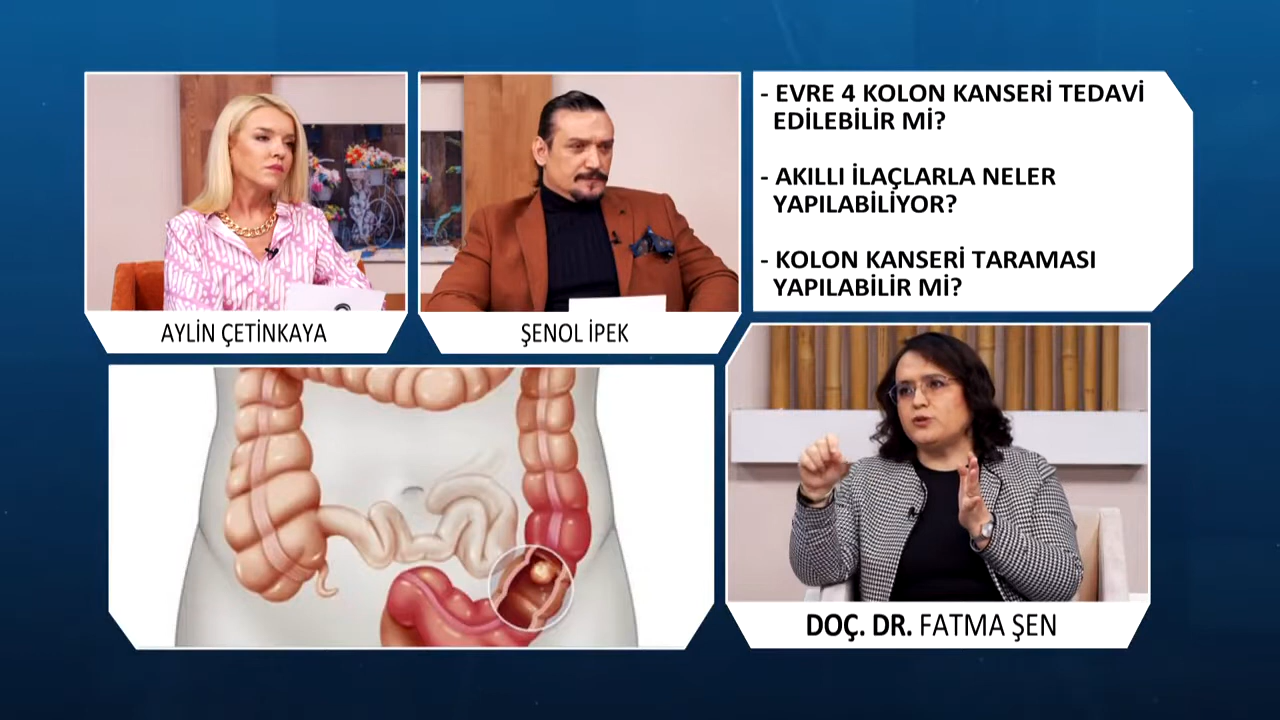 - EVRE 4 KOLON KANSERİ TEDAVİ
EDİLEBİLİR Mİ?
- AKILLI İLAÇLARLA NELER
YAPILABİLİYOR?
- KOLON KANSERİ TARAMASI
YAPILABİLİR Mİ?
AYLİN ÇETİNKAYA
ŞENOL İPEK
DOÇ. DR. FATMA ŞEN